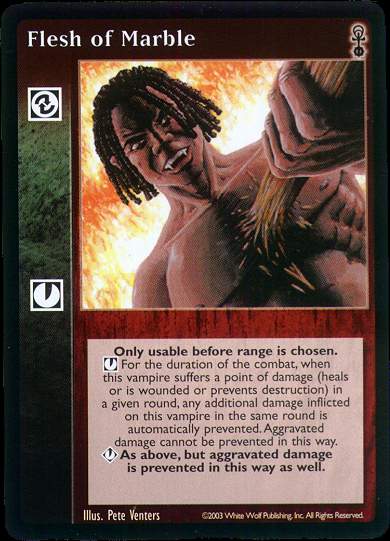 Flesh of Marble
Only usable before range is chosen.
For the duration of the combat, when
this vampire suffers a point of damage (heals
or is wounded or prevents destruction) in
a given round, any additional damage inflicted
on this vampire in the same round is
automatically prevented. Aggravated
damage cannot be prevented in this way.
As above, but aggravated damage
is prevented in this way as well.
Illus. Pete Venters
©2003 White Wolf Publishing, Inc. All Rights Reserved.